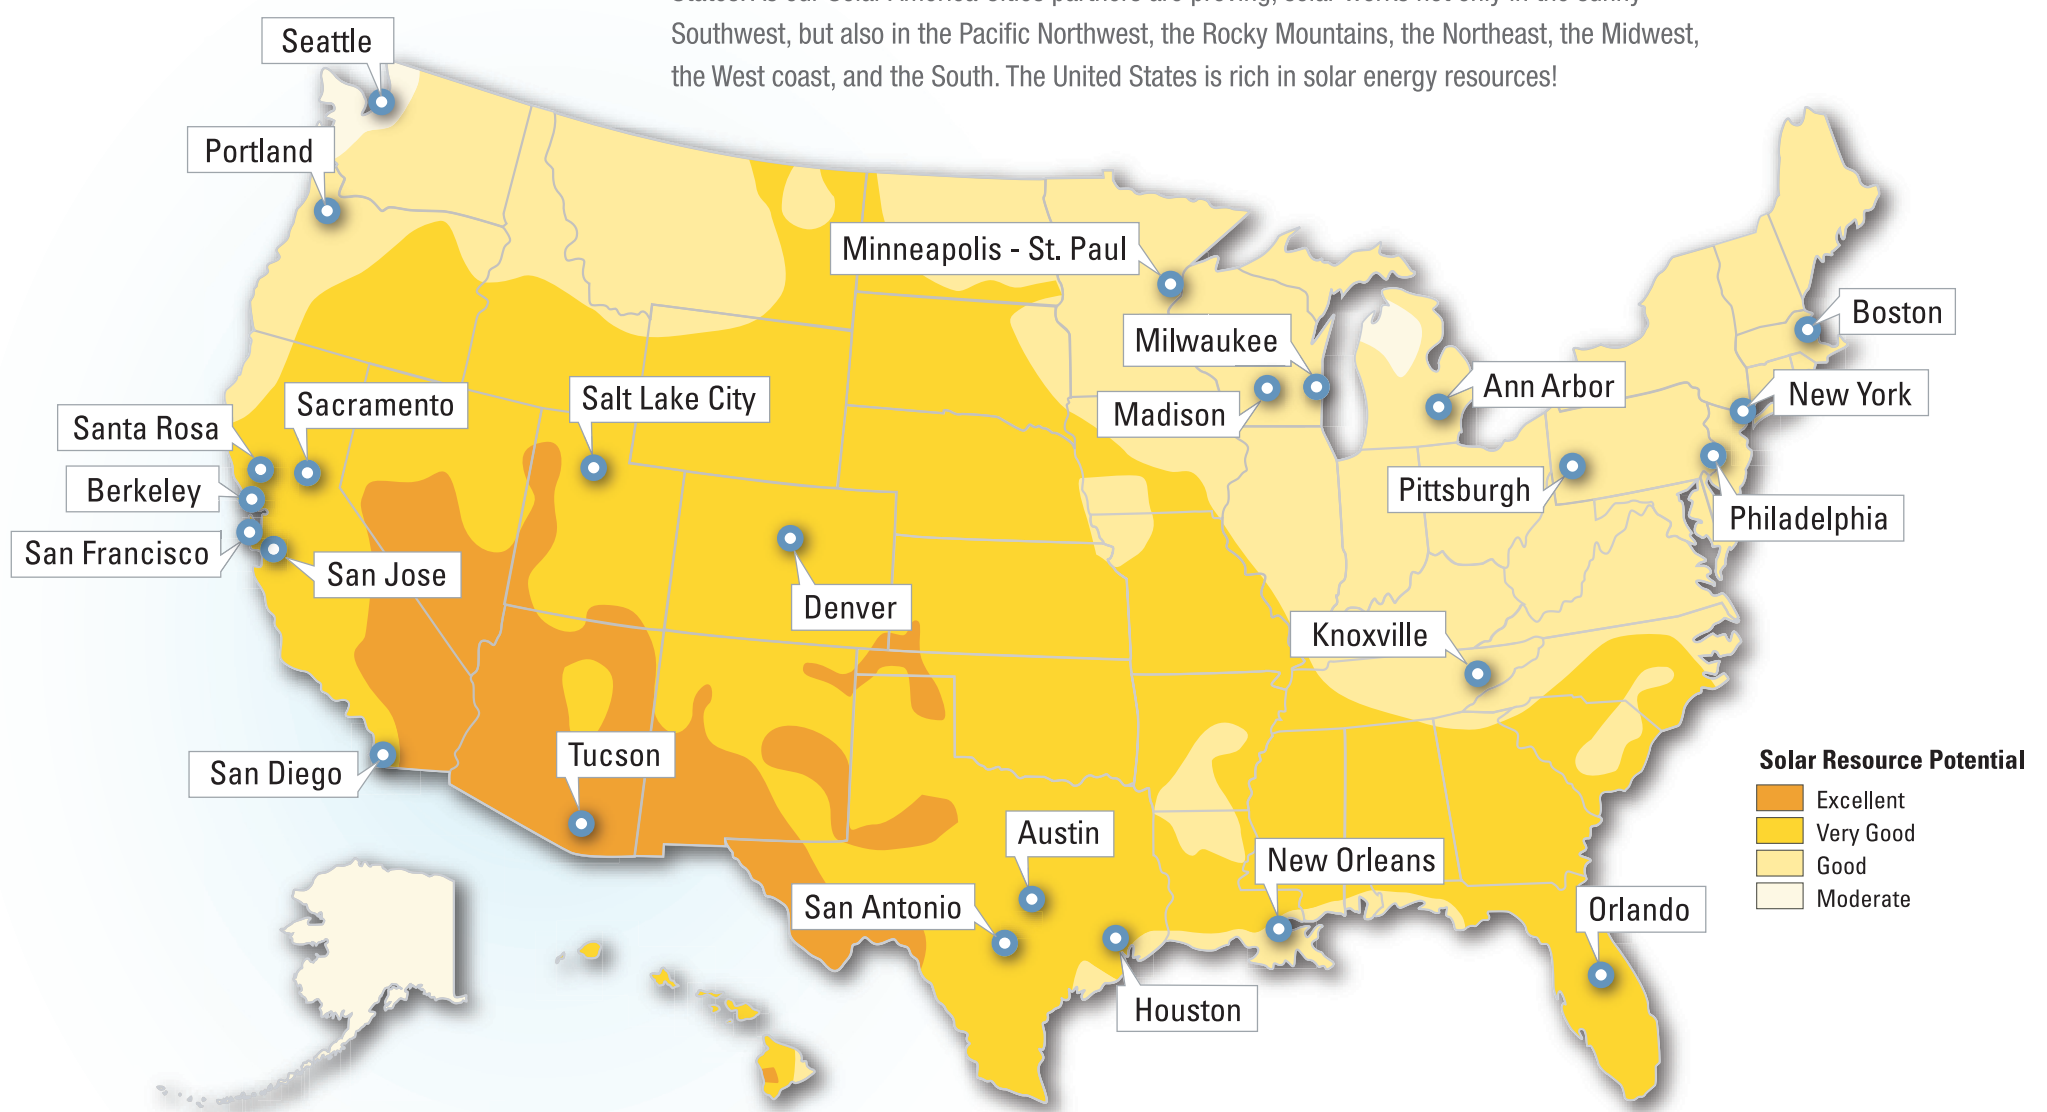 Southwest, but also in the Pacific Northwest, the Rocky Mountains, the Northeast, the Midwest,
the West coast, and the South. The United States is rich in solar energy resources!
Seattle
Portland
Minneapolis - St. Paul
Milwaukee
Madison
Ann Arbor
Boston
New York
Pittsburgh
Philadelphia
Santa Rosa
Sacramento
Salt Lake City
Berkeley
San Francisco
San Jose
Denver
Knoxville
San Diego
Tucson
Austin
San Antonio
New Orleans
Houston
Orlando
Solar Resource Potential
Excellent
Very Good
Good
Moderate